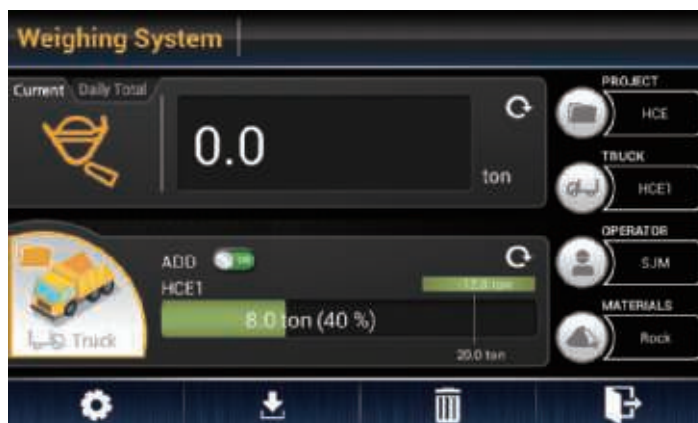 Weighing System
Current Daily Total
0.0
ton
ADD
HCE1
8.0 ton (40 %)
20.0 ton
Truck
PROJECT
HCE
TRUCK
HCE1
OPERATOR
SJM
MATERIALS
Rock